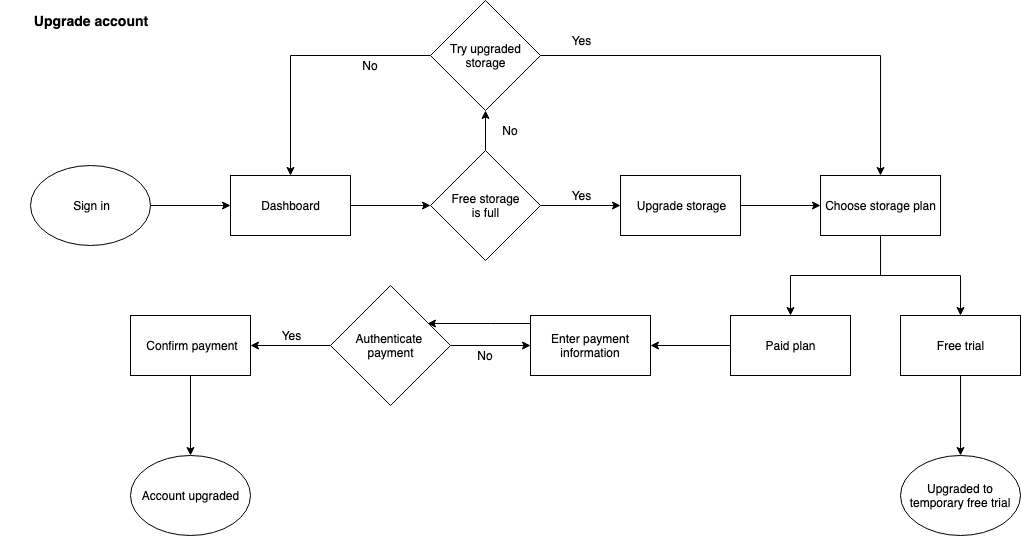 Upgrade account
Try upgraded
storage
Yes
No
No
Sign in
Dashboard
Free storage
is full
Yes
Upgrade storage
Choose storage plan
Confirm payment
Yes
Authenticate
payment
No
Enter payment
information
Paid plan
Free trial
Account upgraded
Upgraded to
temporary free trial